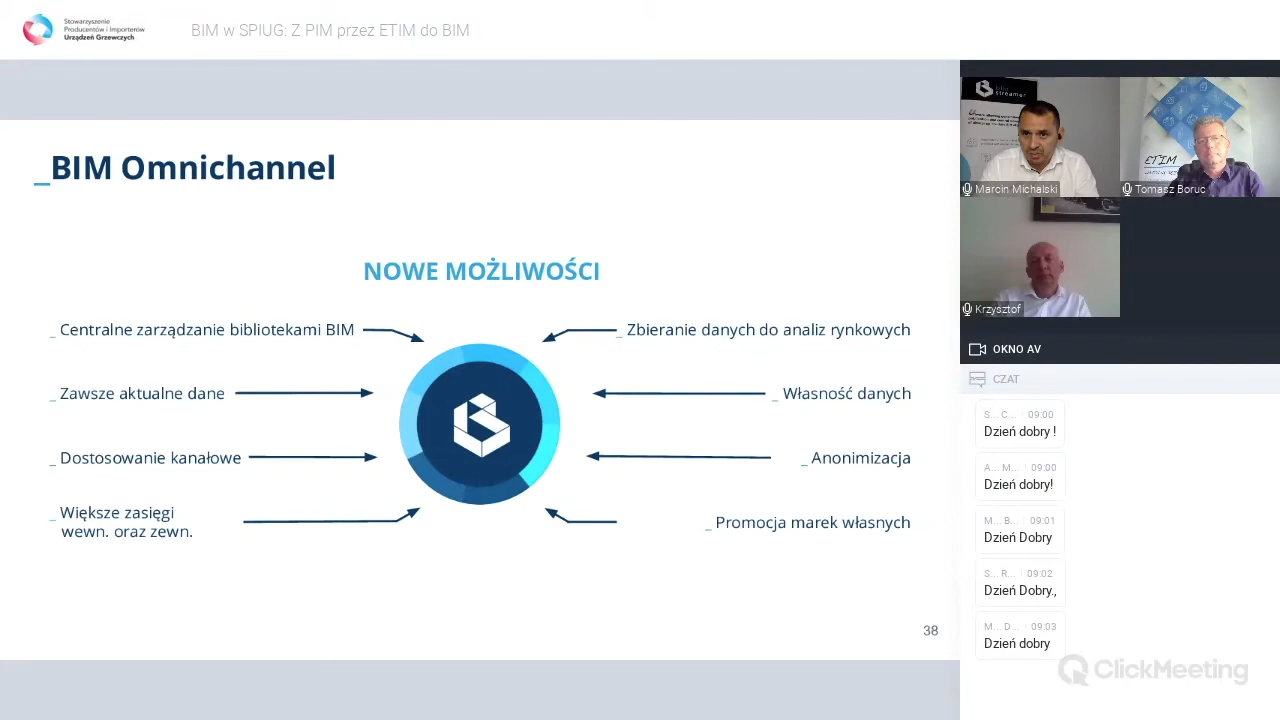 Stowarzyszenie
Producentów i Importerów
Urządzeń Grzewczych
BIM w SPIUG: Z PIM przez ETIM do BIM
_BIM Omnichannel
NOWE MOŻLIWOŚCI
_ Centralne zarządzanie bibliotekami BIM
_ Zawsze aktualne dane
_ Dostosowanie kanałowe
_ Większe zasięgi
wewn. oraz zewn.
_ Zbieranie danych do analiz rynkowych
_ Własność danych
_ Anonimizacja
_ Promocja marek własnych
38
streamer
Marcin Michalski
ETIM
Tomasz Boruc
Krzysztof
OKNO AV
CZAT
S... C... 09:00
Dzień dobry !
A... M... 09:00
Dzień dobry!
M... B... 09:01
Dzień Dobry
S... R... 09:02
Dzień Dobry.,
M... D... 09:03
Dzień dobry
ClickMeeting